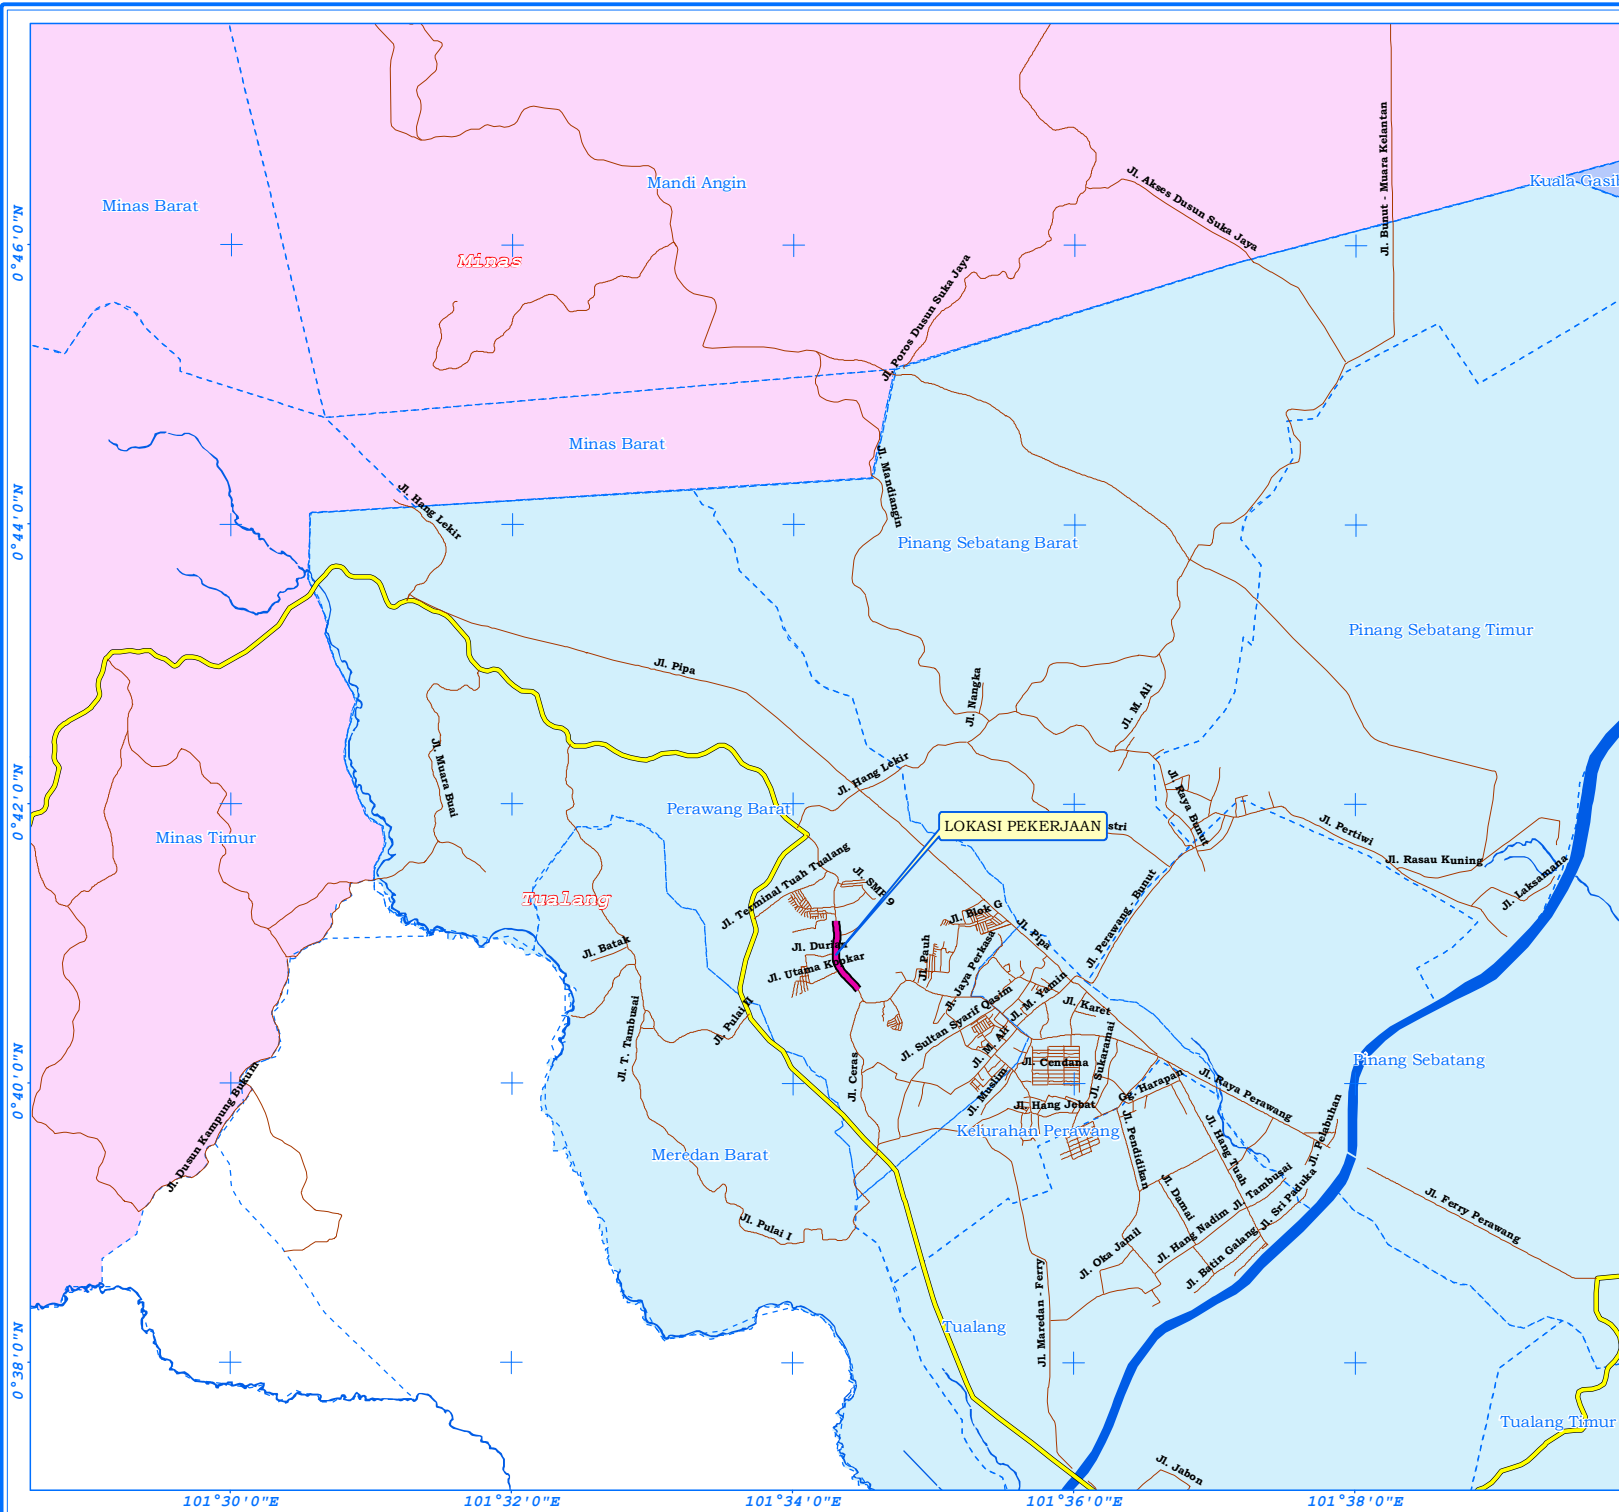 Jl. Bunut - Muara Kelantan
Jl. Akses Dusun Suka Jaya
Kuala Gasib
Mandi Angin
Minas Barat
0°46'0"N
Minas
Jl. Poros Dusun Suka Jaya
Minas Barat
Jl. Mandiangin
Jl. Hang Lekir
0°44'0"N
Pinang Sebatang Barat
Pinang Sebatang Timur
Jl. Pipa
Jl. Nangka
Jl. M. Ali
Jl. Muara Buai
Jl. Hang Lekir
Jl. Raya Bunut
0°42'0"N
Perawang Barat
LOKASI PEKERJAAN
stri
Jl. Pertiwi
Minas Timur
Jl. Rasau Kuning
Jl. Terminal Tuah Tualang
Jl. SMP 9
Jl. Laksamana
Tualang
Jl. Blok G
Jl. Pipa
Jl. Perawang - Bunut
Jl. Batak
Jl. Durian
Jl. Utama Kopkar
Jl. Pauh
Jl. Jaya Perkasa
Jl. M. Yamin
Jl. Karet
Jl. Pulai II
Jl. T. Tambusai
Jl. Sultan Syarif Qasim
Jl. M. Ali
Jl. Sukaramai
Jl. Cendana
Jl. Ceras
Jl. Muslim
Jl. Hang Jebat
Gg. Harapan
Jl. Raya Perawang
Pinang Sebatang
0°40'0"N
Jl. Dusun Kampung Bukum
Kelurahan Perawang
Jl. Pendidikan
Jl. Hang Tuah
Jl. Pelabuhan
Meredan Barat
Jl. Damai
Jl. Tambusai
Jl. Sri Paduka
Jl. Ferry Perawang
Jl. Pulai I
Jl. Hang Nadim
Jl. Oka Jamil
Jl. Batin Galang
Jl. Maredan - Ferry
Tualang
0°38'0"N
Tualang Timur
Jl. Jabon
101°30'0"E
101°32'0"E
101°34'0"E
101°36'0"E
101°38'0"E